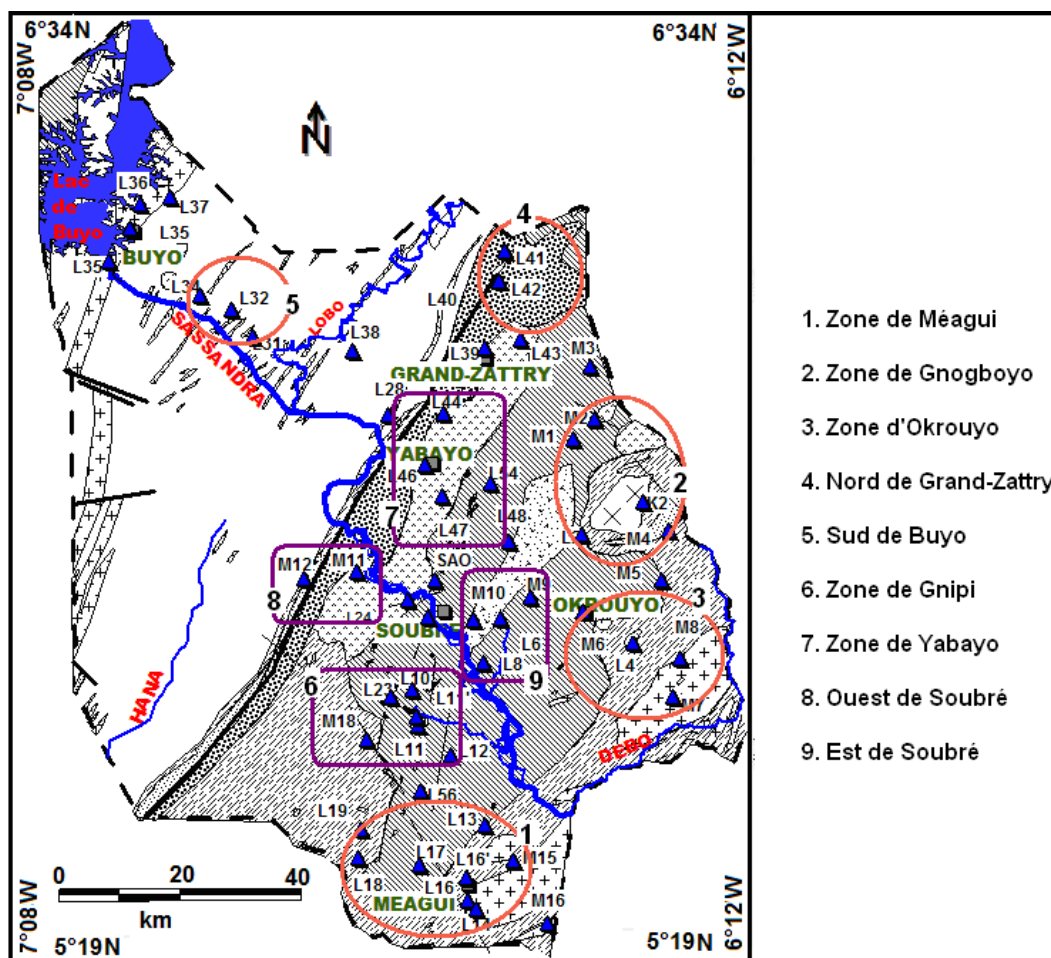 6°34N
6°34N
7°08W
6°12'W
N
4
L36
L37
Lac
de
Buyo
L35
L41
L35
BUYO
L42
L34
L32
5
L40
SASSANDRA
LOBO
L31
L38
L39
L43
M3
GRAND-ZATTRY
L28
L44
M2
M1
YABAYO
L46
L54
2
K2
7
L47
L48
M4
M12
M11
SAO
M5
M9
M10
OKROUYO
3
8
L24
SOUBRE
M6
M8
L6
L4
L8
9
6
L10
L23
L1
M7
HANA
M18
L11
L12
DEBO
L56
L19
L13
1
L17
L16'
M15
L18
L16
MEAGUI
M16
L14
0 20 40
km
7°08W
5°19N
5°19N
6°12'W
1. Zone de Méagui
2. Zone de Gnogboyo
3. Zone d'Okrouyo
4. Nord de Grand-Zattry
5. Sud de Buyo
6. Zone de Gnipi
7. Zone de Yabayo
8. Ouest de Soubré
9. Est de Soubré